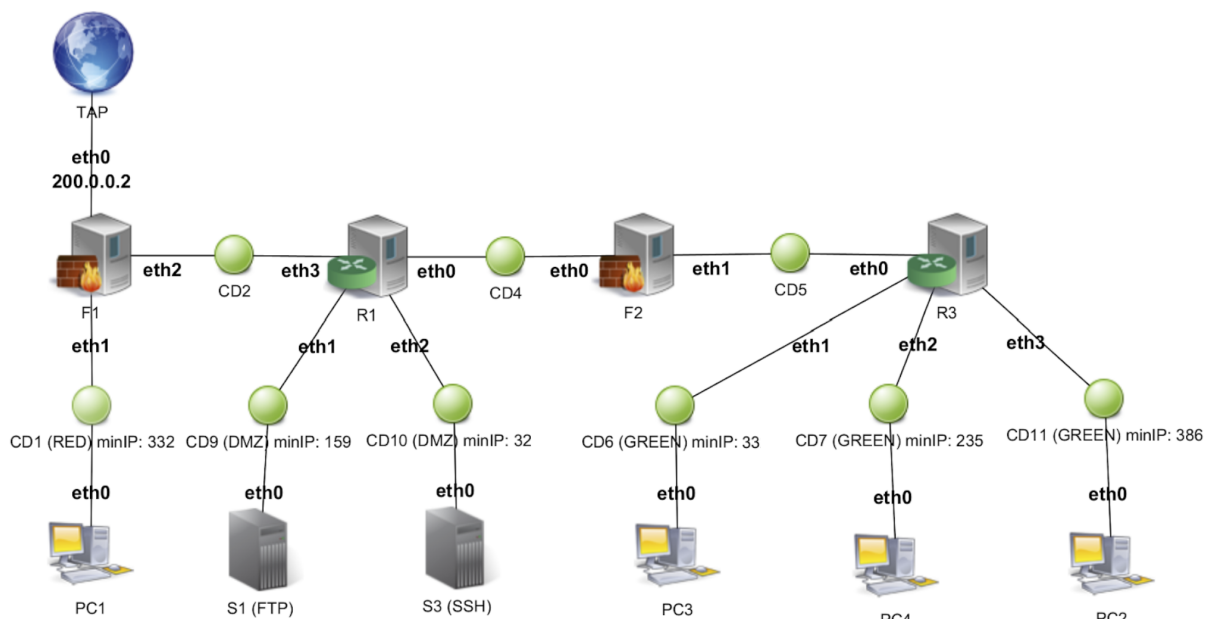 TAP
eth0
200.0.0.2
eth2
eth3
eth0
eth0
eth1
eth0
CD2
CD4
CD5
F1
R1
F2
R3
eth1
eth1
eth2
eth1
eth2
eth3
CD1 (RED) minIP: 332
CD9 (DMZ) minIP: 159
CD10 (DMZ) minIP: 32
CD6 (GREEN) minIP: 33
CD7 (GREEN) minIP: 235
CD11 (GREEN) minIP: 386
eth0
eth0
eth0
eth0
eth0
eth0
PC1
S1 (FTP)
S3 (SSH)
PC3
PC4
PC2